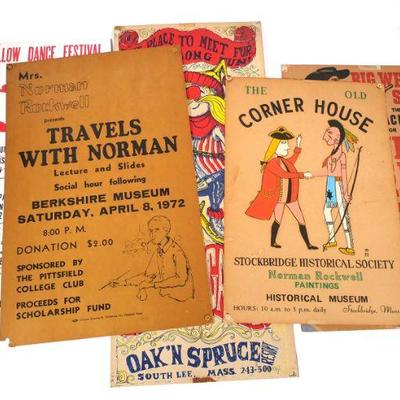 LOW DANCE FESTIVAL
Mrs.
Norman
Rockwell
presents
TRAVELS
WITH NORMAN
Lecture and Slides
Social hour following
BERKSHIRE MUSEUM
SATURDAY, APRIL 8, 1972
8:00 P. M.
DONATION $2.00
SPONSORED BY
THE PITTSFIELD
COLLEGE CLUB
PROCEEDS FOR
SCHOLARSHIP FUND
PLACE TO MEET FOR
OAK'N SPRUCE
SOUTH LEE, MASS. 243-500
THE OLD
CORNER HOUSE
STOCKBRIDGE HISTORICAL SOCIETY
Norman Rockwell
PAINTINGS
HISTORICAL MUSEUM
HOURS: 10 a.m. to 5 p.m. daily Stockbridge, Mass
BIG WE